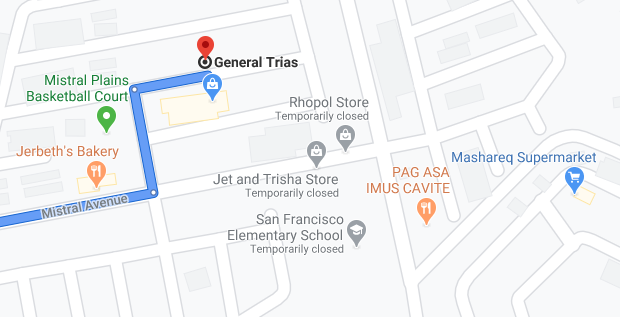 General Trias
Mistral Plains
Basketball Court
Rhopol Store
Temporarily closed
Jerbeth's Bakery
Mashareq Supermarket
PAG ASA
IMUS CAVITE
Jet and Trisha Store
Temporarily closed
Mistral Avenue
San Francisco
Elementary School
Temporarily closed